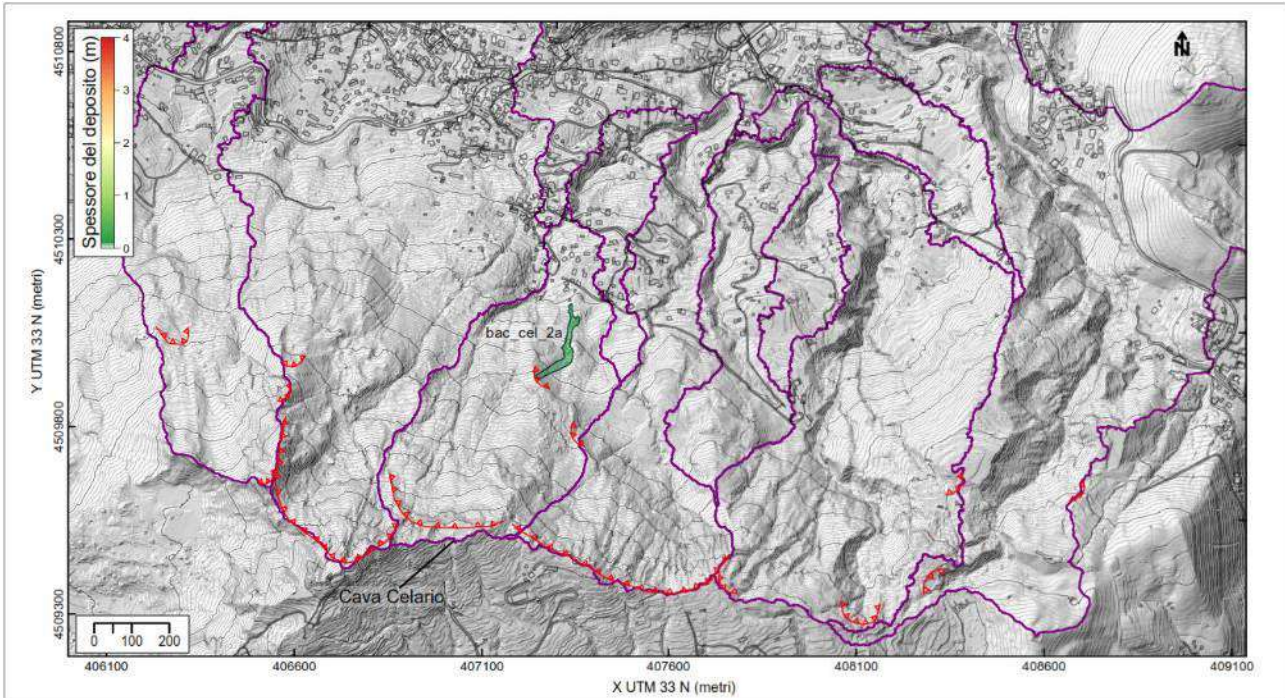 Spessore del deposito (m)
4
3
2
1
0
N
4510800
4510300
4509800
4509300
Y UTM 33 N (metri)
bac_cel_2a
Cava Celario
0 100 200
406100 406600 407100 407600 408100 408600 409100
X UTM 33 N (metri)